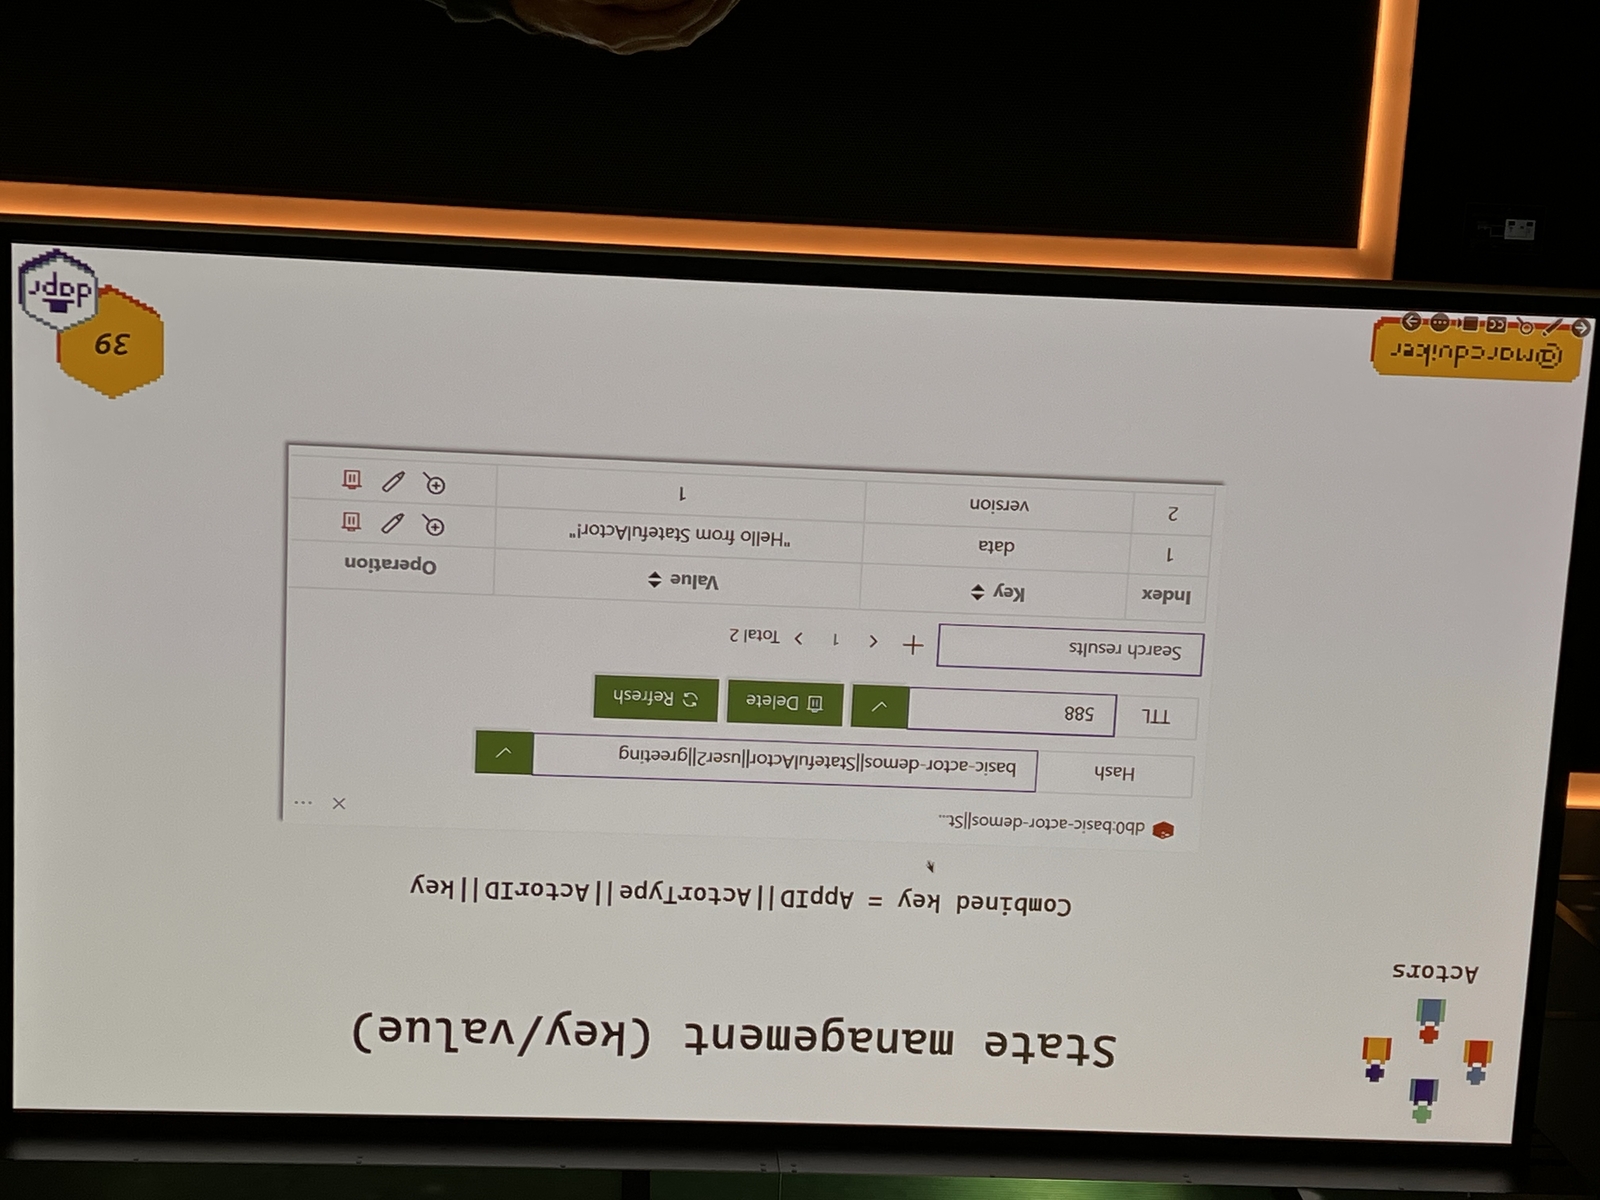 State management (key/value)
Actors
Combined key = AppID||ActorType||ActorID||key
db0:basic-actor-demos||St...
Hash basic-actor-demos||StatefulActor||user2||greeting
TTL 588 Delete Refresh
Search results 1 Total 2
Index Key Value Operation
1 data "Hello from StatefulActor!"
2 version 1
@marcduiker
CC
39
dapr